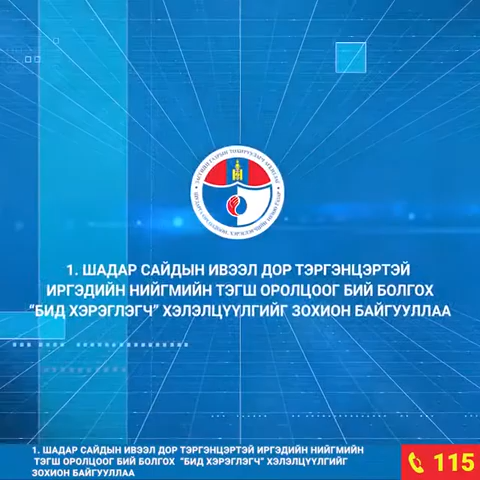 1. ШАДАР САЙДЫН ИВЭЭЛ ДОР ТЭРГЭНЦЭРТЭЙ
ИРГЭДИЙН НИЙГМИЙН ТЭГШ ОРОЛЦООГ БИЙ БОЛГОХ
“БИД ХЭРЭГЛЭГЧ” ХЭЛЭЛЦҮҮЛГИЙГ ЗОХИОН БАЙГУУЛЛАА
1. ШАДАР САЙДЫН ИВЭЭЛ ДОР ТЭРГЭНЦЭРТЭЙ ИРГЭДИЙН НИЙГМИЙН
ТЭГШ ОРОЛЦООГ БИЙ БОЛГОХ "БИД ХЭРЭГЛЭГЧ" ХЭЛЭЛЦҮҮЛГИЙГ
ЗОХИОН БАЙГУУЛЛАА
115